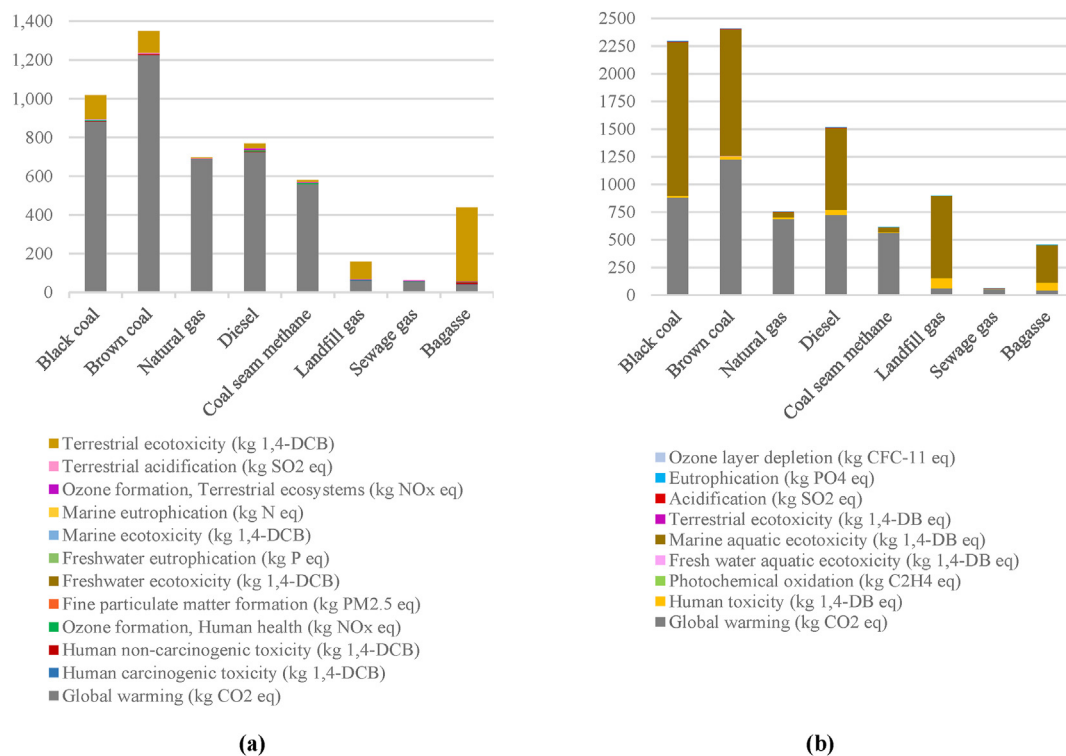 1,400
1,200
1,000
800
600
400
200
0
Black coal
Brown coal
Natural gas
Diesel
Coal seam methane
Landfill gas
Sewage gas
Bagasse
Terrestrial ecotoxicity (kg 1,4-DCB)
Terrestrial acidification (kg SO2 eq)
Ozone formation, Terrestrial ecosystems (kg NOx eq)
Marine eutrophication (kg N eq)
Marine ecotoxicity (kg 1,4-DCB)
Freshwater eutrophication (kg P eq)
Freshwater ecotoxicity (kg 1,4-DCB)
Fine particulate matter formation (kg PM2.5 eq)
Ozone formation, Human health (kg NOx eq)
Human non-carcinogenic toxicity (kg 1,4-DCB)
Human carcinogenic toxicity (kg 1,4-DCB)
Global warming (kg CO2 eq)
(a)
2500
2250
2000
1750
1500
1250
1000
750
500
250
0
Black coal
Brown coal
Natural gas
Diesel
Coal seam methane
Landfill gas
Sewage gas
Bagasse
Ozone layer depletion (kg CFC-11 eq)
Eutrophication (kg PO4 eq)
Acidification (kg SO2 eq)
Terrestrial ecotoxicity (kg 1,4-DB eq)
Marine aquatic ecotoxicity (kg 1,4-DB eq)
Fresh water aquatic ecotoxicity (kg 1,4-DB eq)
Photochemical oxidation (kg C2H4 eq)
Human toxicity (kg 1,4-DB eq)
Global warming (kg CO2 eq)
(b)